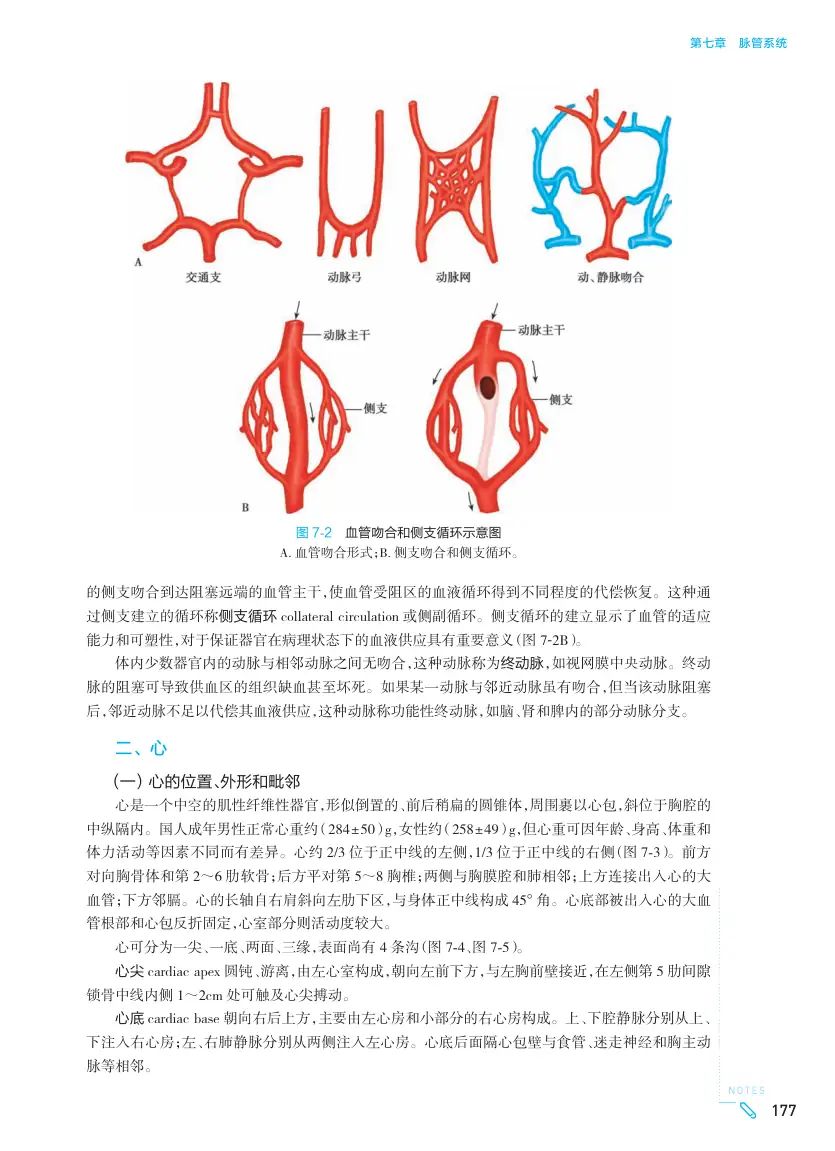 第七章　脉管系统
A
交通支
动脉弓
动脉网
动、静脉吻合
动脉主干
侧支
动脉主干
侧支
B
图 7-2　血管吻合和侧支循环示意图
A. 血管吻合形式；B. 侧支吻合和侧支循环。
的侧支吻合到达阻塞远端的血管主干，使血管受阻区的血液循环得到不同程度的代偿恢复。这种通
过侧支建立的循环称侧支循环 collateral circulation 或侧副循环。侧支循环的建立显示了血管的适应
能力和可塑性，对于保证器官在病理状态下的血液供应具有重要意义（图 7-2B）。
体内少数器官内的动脉与相邻动脉之间无吻合，这种动脉称为终动脉，如视网膜中央动脉。终动
脉的阻塞可导致供血区的组织缺血甚至坏死。如果某一动脉与邻近动脉虽有吻合，但当该动脉阻塞
后，邻近动脉不足以代偿其血液供应，这种动脉称功能性终动脉，如脑、肾和脾内的部分动脉分支。
二、心
（一）心的位置、外形和毗邻
心是一个中空的肌性纤维性器官，形似倒置的、前后稍扁的圆锥体，周围裹以心包，斜位于胸腔的
中纵隔内。国人成年男性正常心重约（284±50）g，女性约（258±49）g，但心重可因年龄、身高、体重和
体力活动等因素不同而有差异。心约 2/3 位于正中线的左侧，1/3 位于正中线的右侧（图 7-3）。前方
对向胸骨体和第 2～6 肋软骨；后方平对第 5～8 胸椎；两侧与胸膜腔和肺相邻；上方连接出入心的大
血管；下方邻膈。心的长轴自右肩斜向左肋下区，与身体正中线构成 45° 角。心底部被出入心的大血
管根部和心包反折固定，心室部分则活动度较大。
心可分为一尖、一底、两面、三缘，表面尚有 4 条沟（图 7-4、图 7-5）。
心尖 cardiac apex 圆钝、游离，由左心室构成，朝向左前下方，与左胸前壁接近，在左侧第 5 肋间隙
锁骨中线内侧 1～2cm 处可触及心尖搏动。
心底 cardiac base 朝向右后上方，主要由左心房和小部分的右心房构成。上、下腔静脉分别从上、
下注入右心房；左、右肺静脉分别从两侧注入左心房。心底后面隔心包壁与食管、迷走神经和胸主动
脉等相邻。
NOTES
177